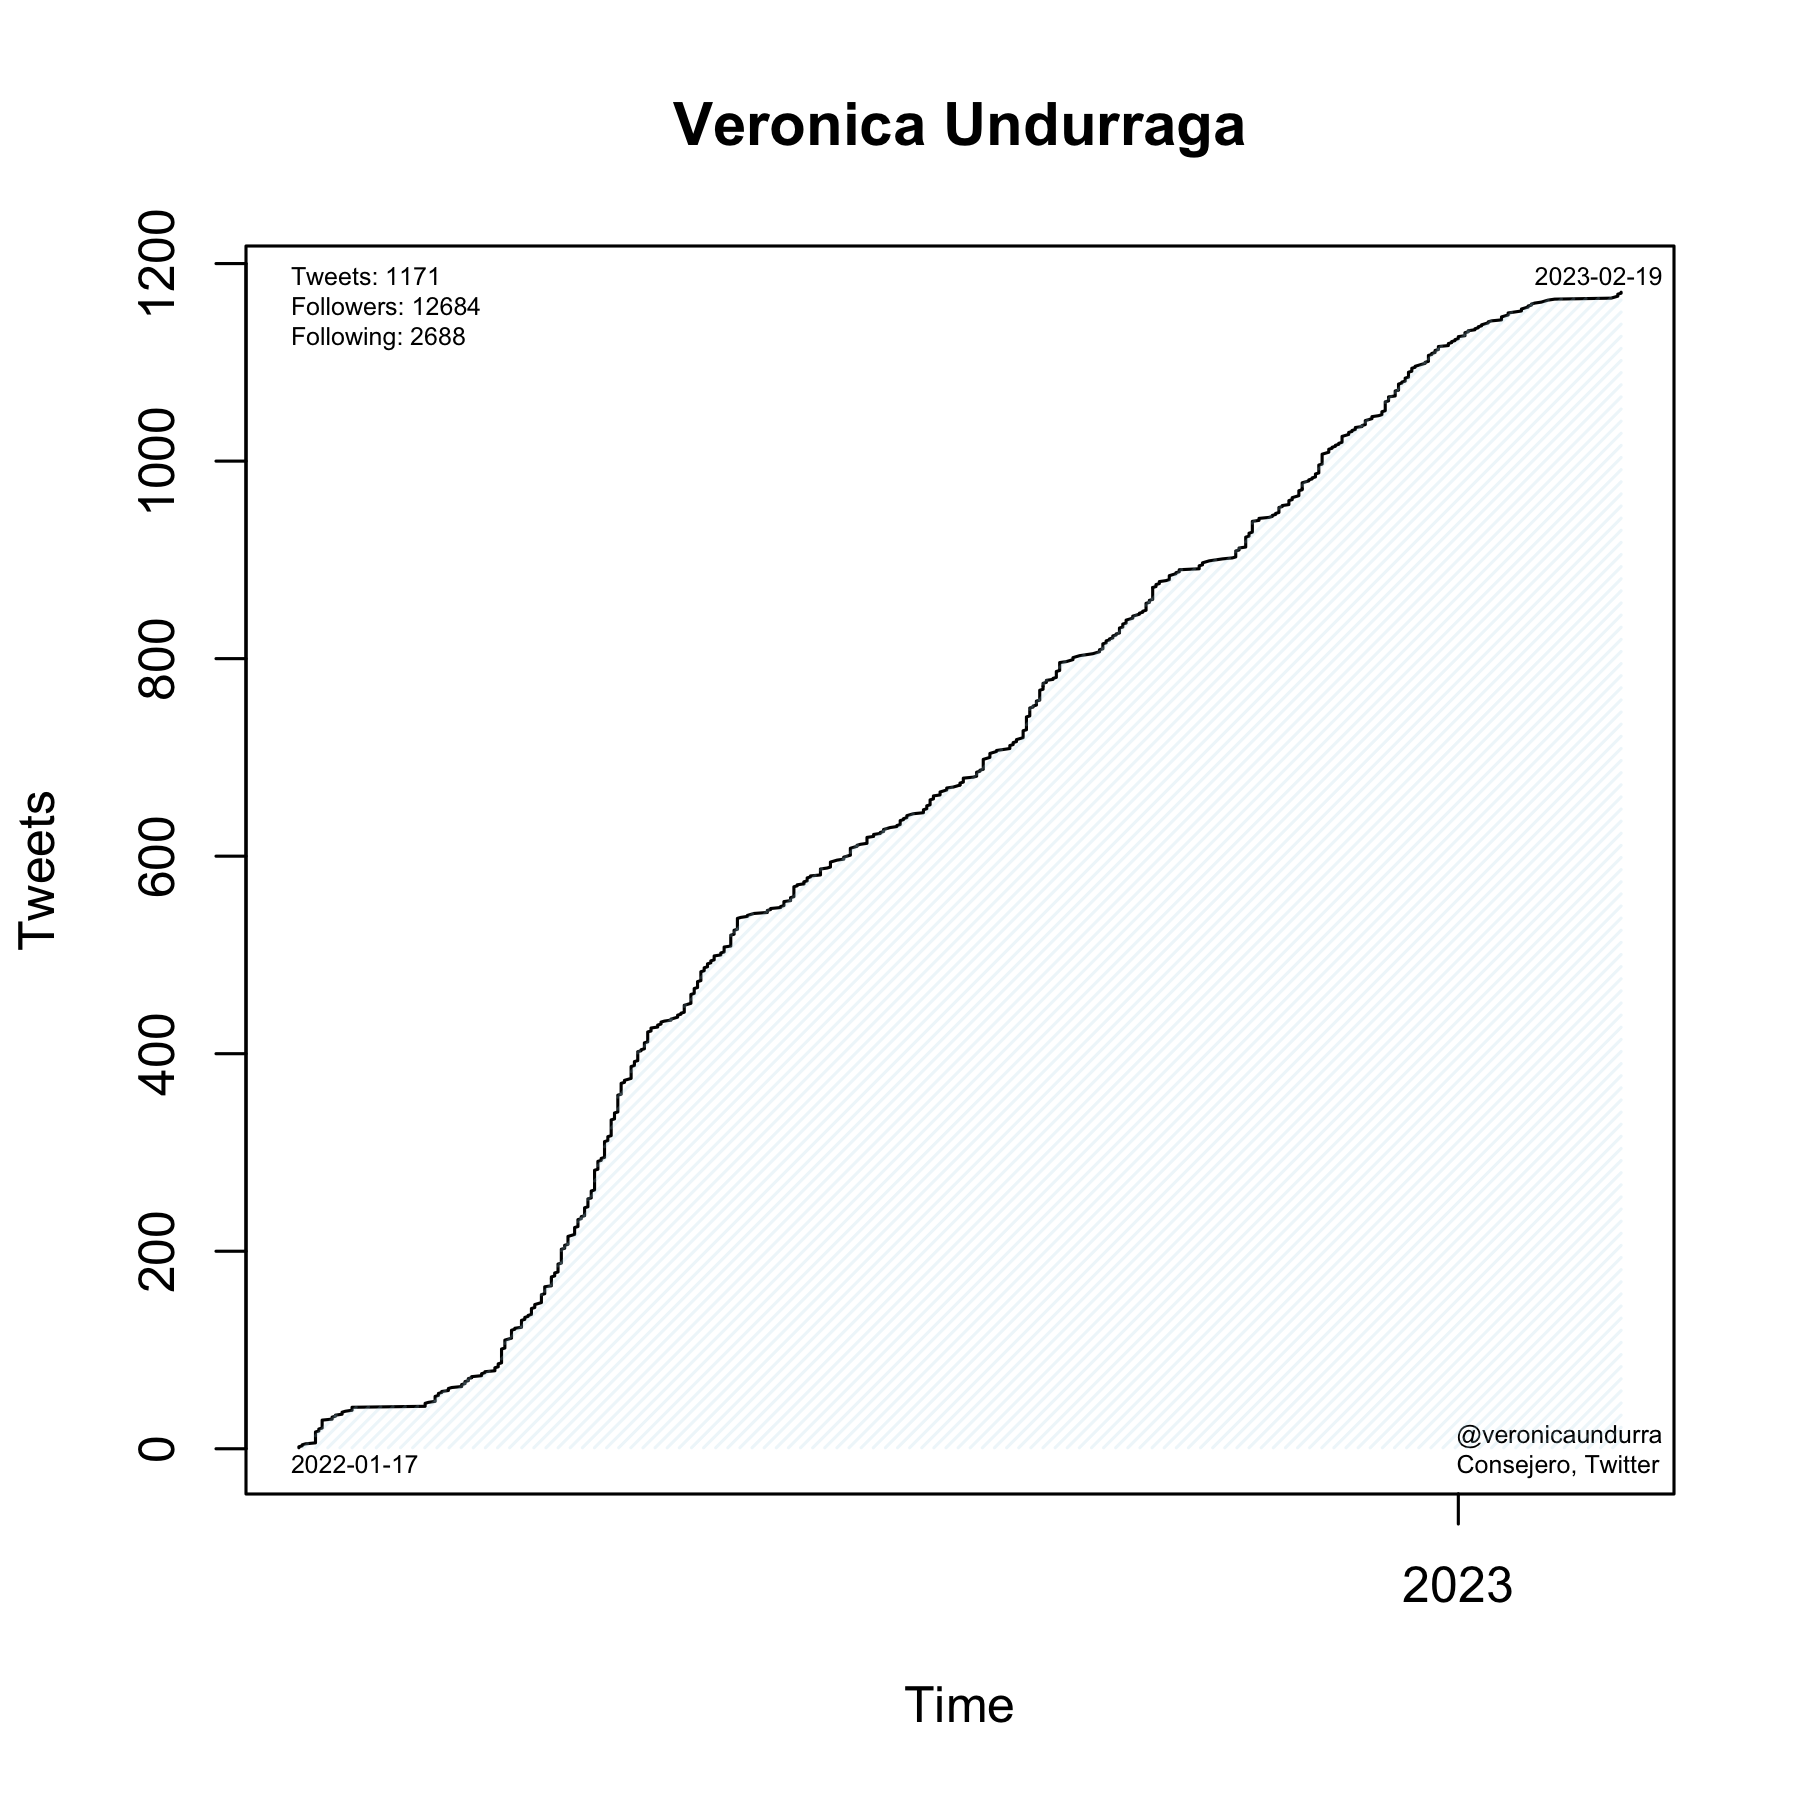 Veronica Undurraga
Tweets: 1171
Followers: 12684
Following: 2688
2023-02-19
1200
1000
800
600
400
200
0
Tweets
2022-01-17
@veronicaundurra
Consejero, Twitter
2023
Time